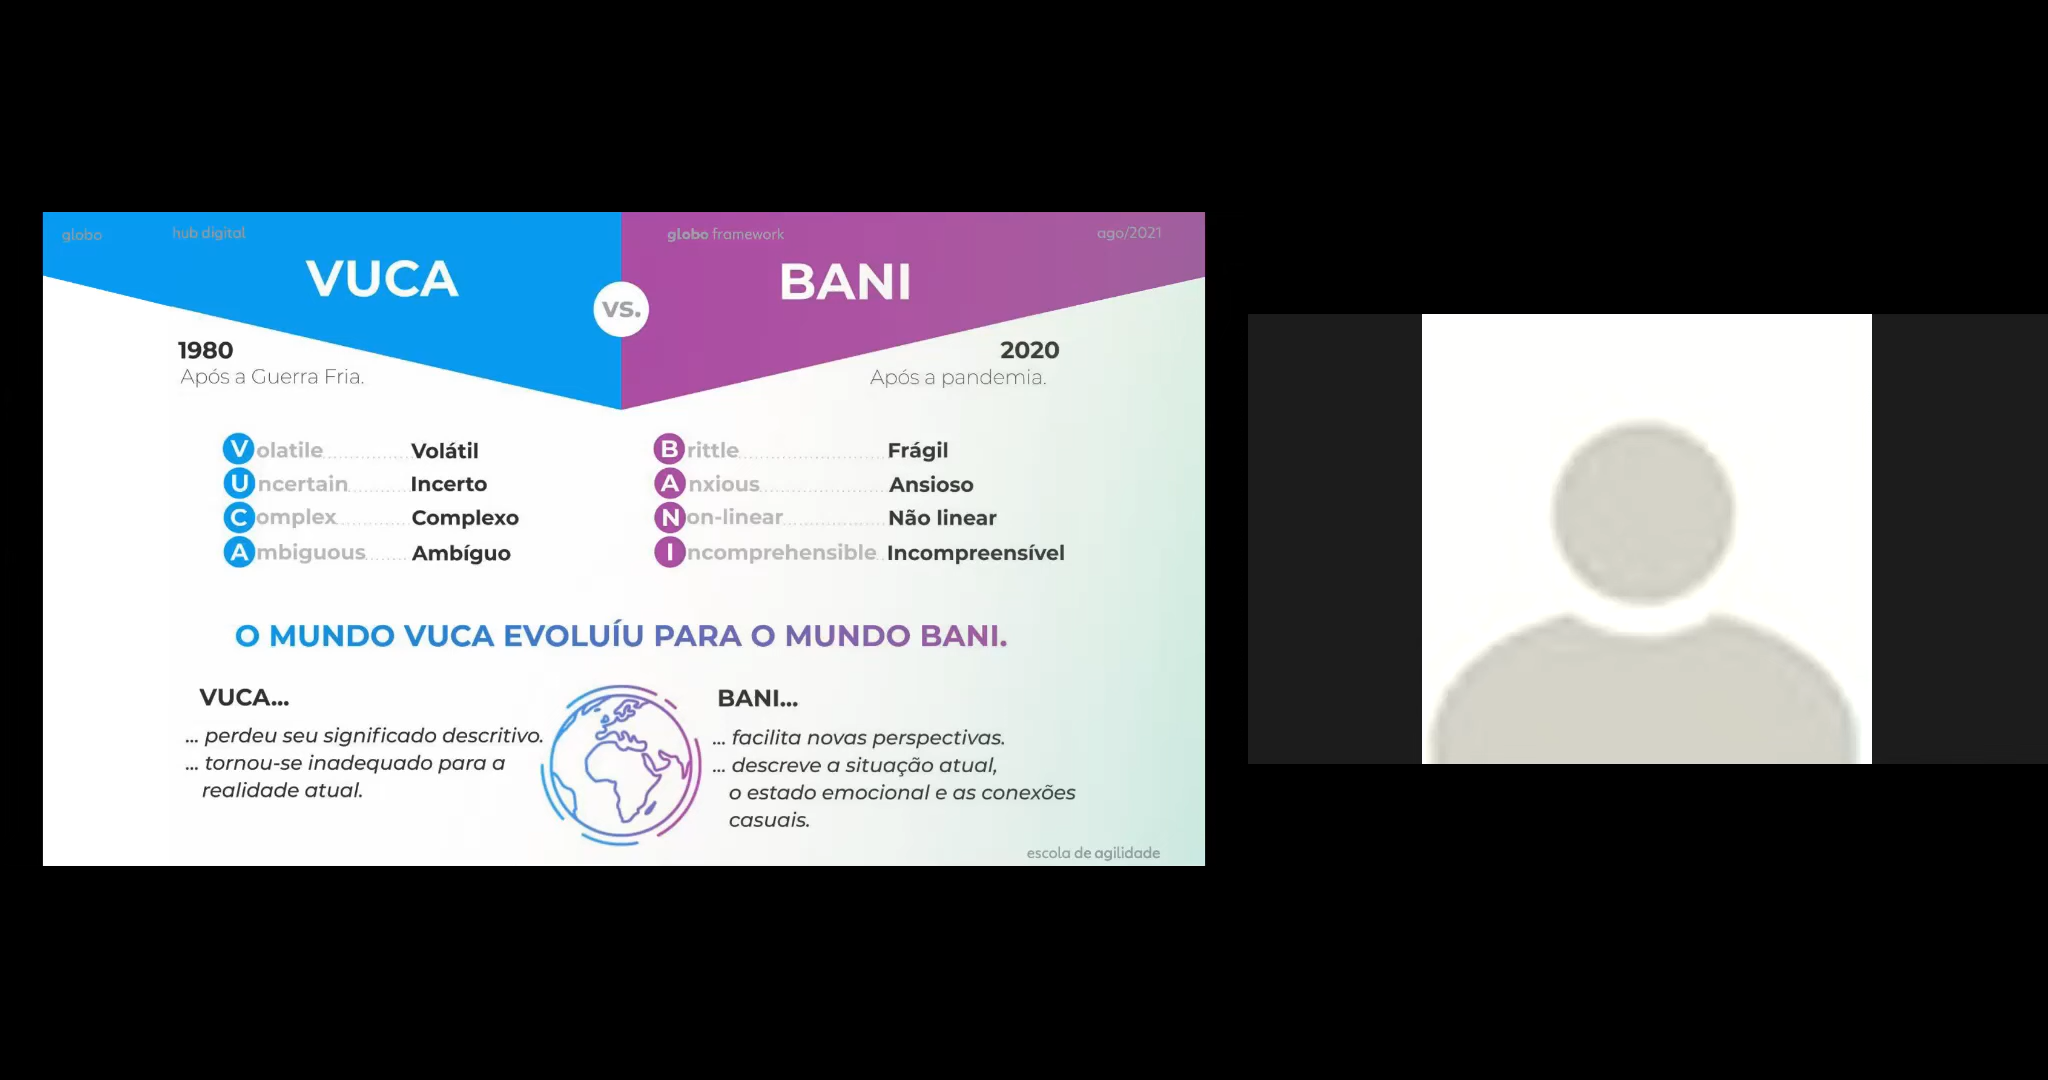 globo hub digital globo framework ago/2021
VUCA
vs.
BANI
1980
Após a Guerra Fria.
2020
Após a pandemia.
Volatile Volátil
Uncertain Incerto
Complex Complexo
Ambiguous Ambíguo
Brittle Frágil
Anxious Ansioso
Non-linear Não linear
Incomprehensible Incompreensível
O MUNDO VUCA EVOLUÍU PARA O MUNDO BANI.
VUCA...
... perdeu seu significado descritivo.
... tornou-se inadequado para a
realidade atual.
BANI...
... facilita novas perspectivas.
... descreve a situação atual,
o estado emocional e as conexões
casuais.
escola de agilidade